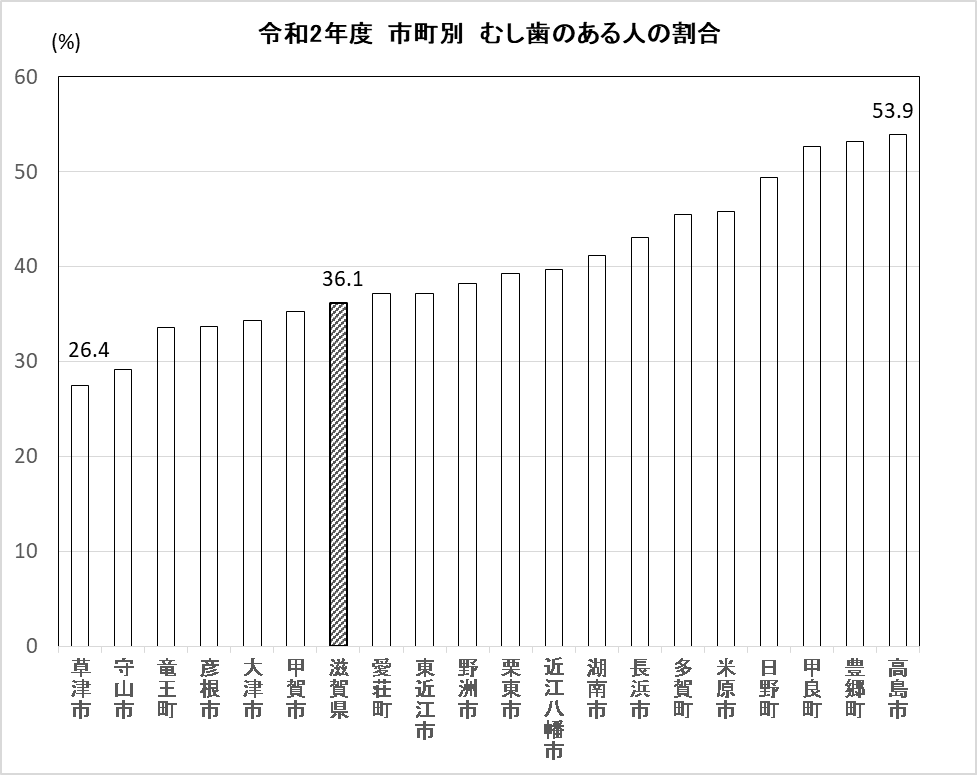 令和2年度 市町別 むし歯のある人の割合
(%)
60
50
40
30
20
10
0
26.4
36.1
53.9
草津市
守山市
竜王町
彦根市
大津市
甲賀市
滋賀県
愛荘町
東近江市
野洲市
栗東市
近江八幡市
湖南市
長浜市
多賀町
米原市
日野町
甲良町
豊郷町
高島市